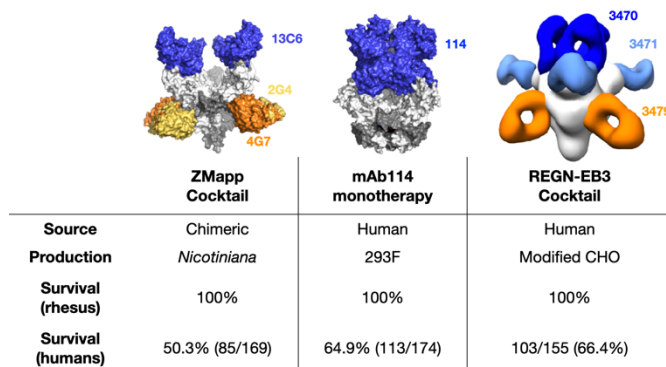 13C6
2G4
4G7
114
3470
3471
3479
ZMapp
Cocktail
mAb114
monotherapy
REGN-EB3
Cocktail
Source
Chimeric
Human
Human
Production
Nicotiniana
293F
Modified CHO
Survival
(rhesus)
100%
100%
100%
Survival
(humans)
50.3% (85/169)
64.9% (113/174)
103/155 (66.4%)